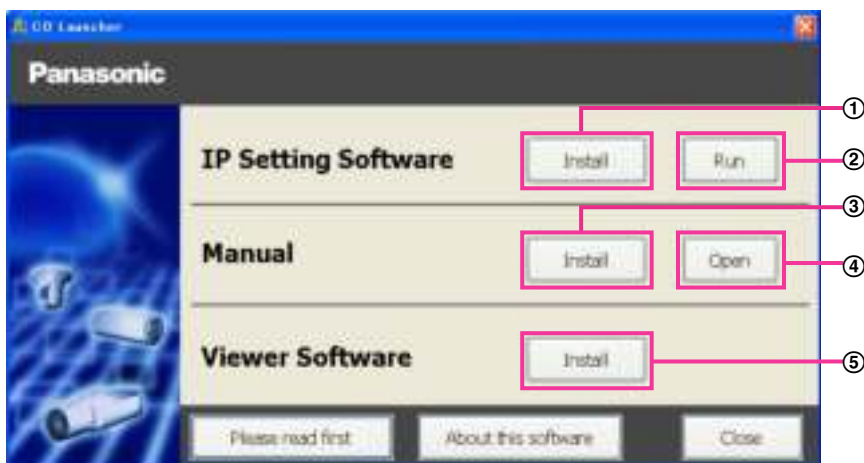 CD Launcher
Panasonic
①
IP Setting Software Install Run ②
③
Manual Install Open ④
Viewer Software Install ⑤
Please read first About this software Close